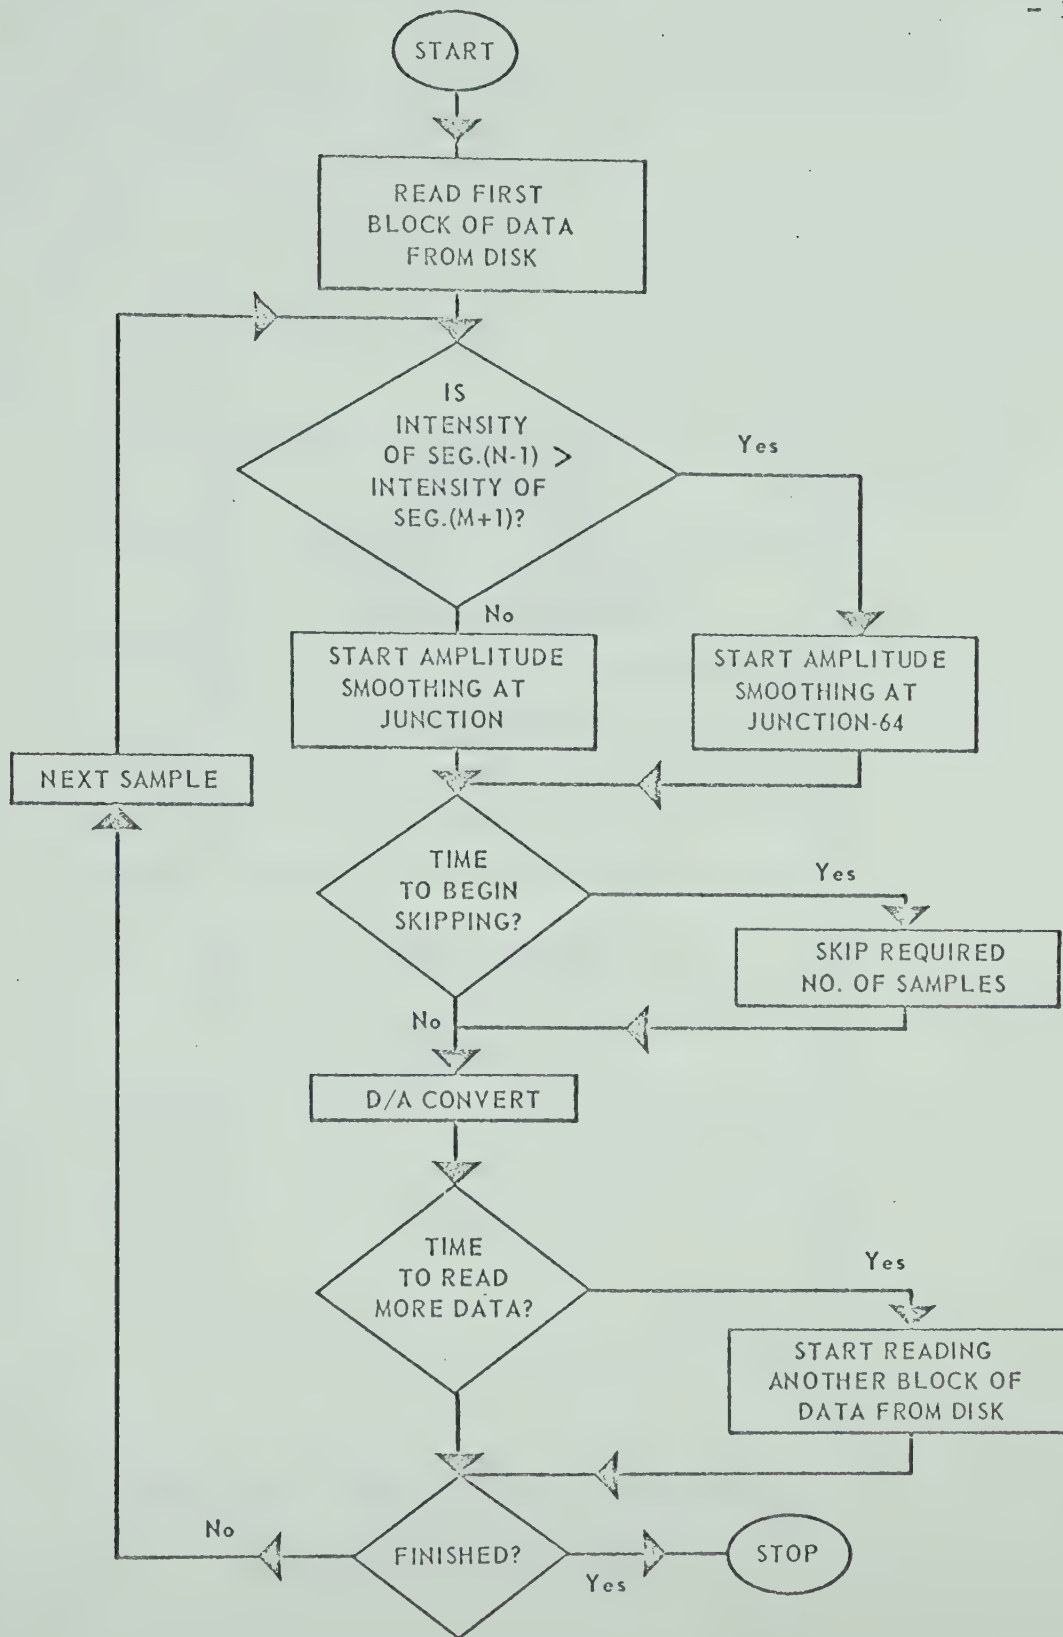 START
READ FIRST
BLOCK OF DATA
FROM DISK
IS
INTENSITY
OF SEG.(N-1) >
INTENSITY OF
SEG.(M+1)?
Yes
No
START AMPLITUDE
SMOOTHING AT
JUNCTION
START AMPLITUDE
SMOOTHING AT
JUNCTION-64
NEXT SAMPLE
TIME
TO BEGIN
SKIPPING?
Yes
SKIP REQUIRED
NO. OF SAMPLES
No
D/A CONVERT
TIME
TO READ
MORE DATA?
Yes
START READING
ANOTHER BLOCK OF
DATA FROM DISK
No
FINISHED?
Yes
STOP